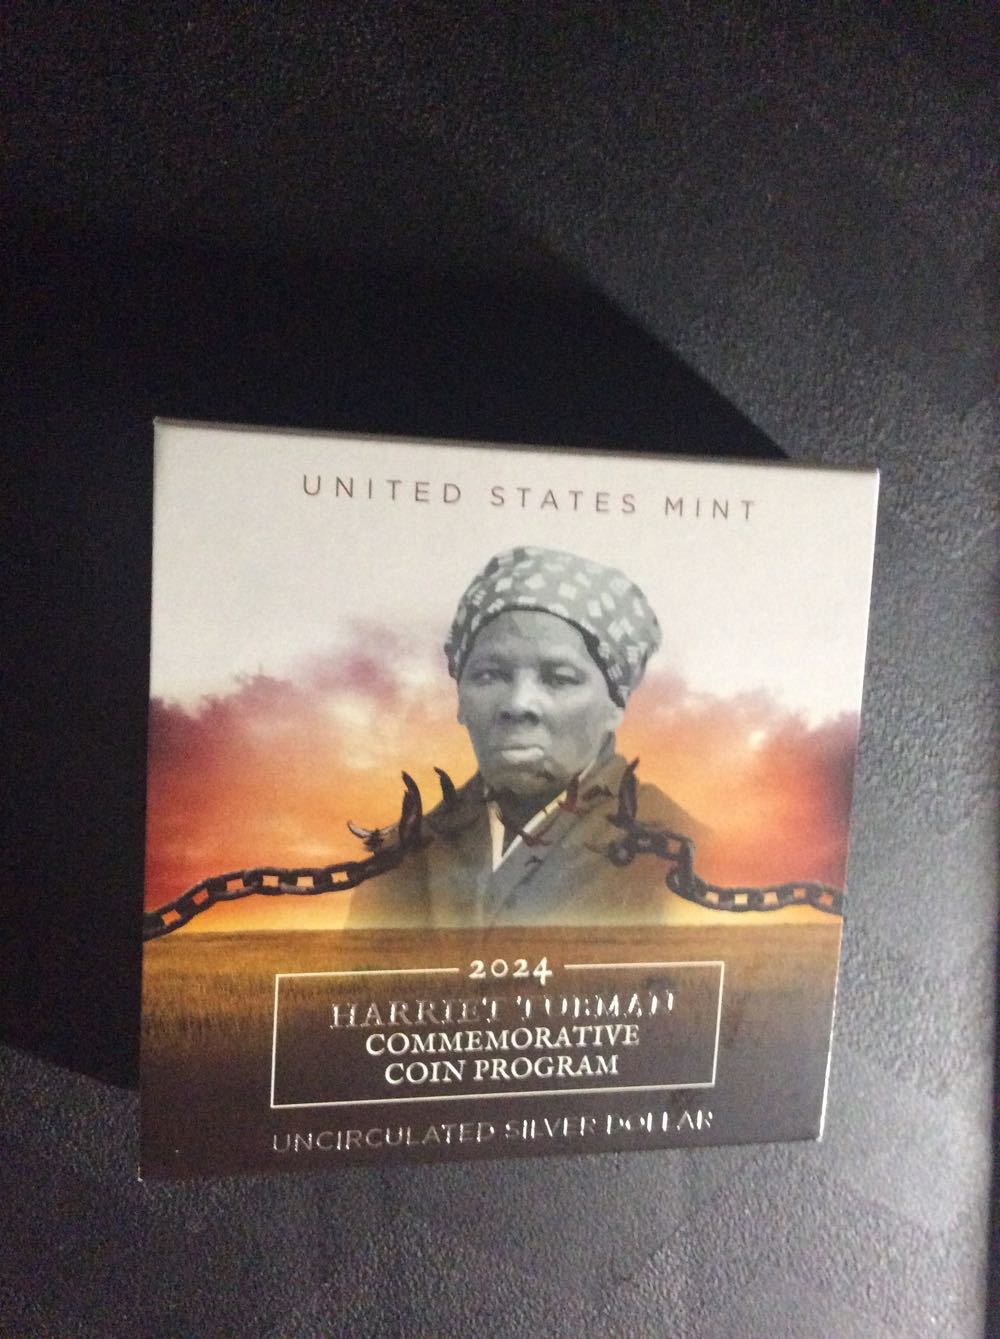 UNITED STATES MINT
2024
HARRIET TUBMAN
COMMEMORATIVE
COIN PROGRAM
UNCIRCULATED SILVER DOLLAR